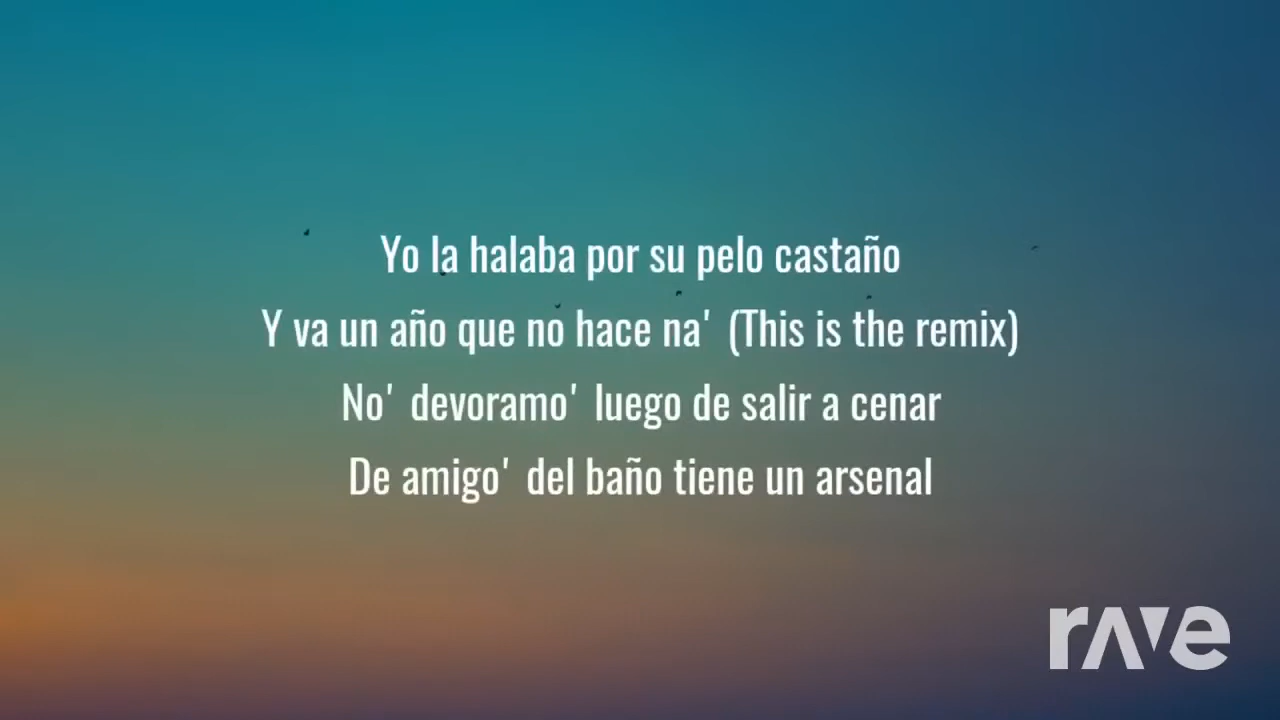 Yo la halaba por su pelo castaño
Y va un año que no hace na' (This is the remix)
No' devoramo' luego de salir a cenar
De amigo' del baño tiene un arsenal
rave